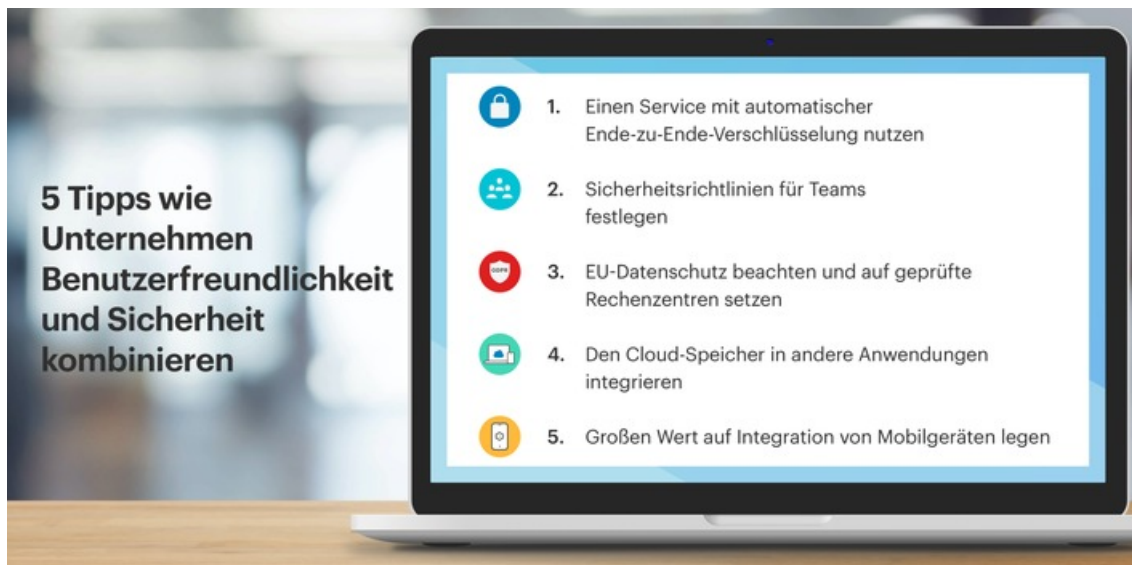 5 Tipps wie
Unternehmen
Benutzerfreundlichkeit
und Sicherheit
kombinieren
1. Einen Service mit automatischer
Ende-zu-Ende-Verschlüsselung nutzen
2. Sicherheitsrichtlinien für Teams
festlegen
GDPR
3. EU-Datenschutz beachten und auf geprüfte
Rechenzentren setzen
4. Den Cloud-Speicher in andere Anwendungen
integrieren
5. Großen Wert auf Integration von Mobilgeräten legen